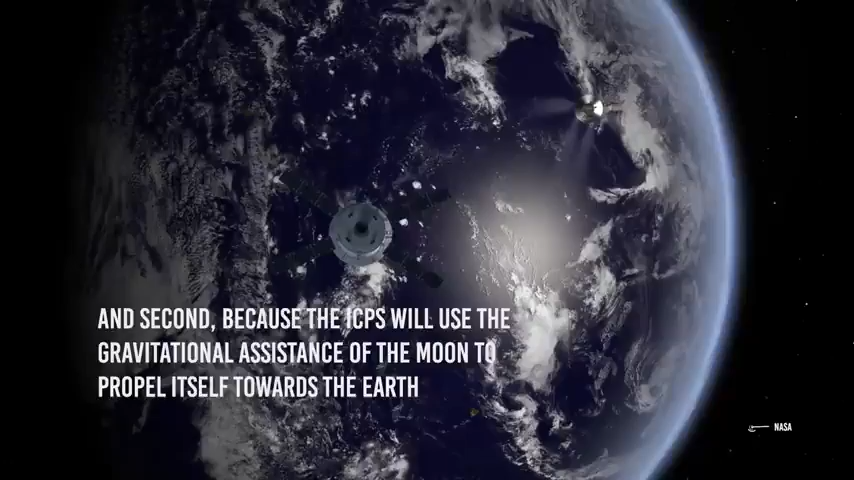 AND SECOND, BECAUSE THE ICPS WILL USE THE
GRAVITATIONAL ASSISTANCE OF THE MOON TO
PROPEL ITSELF TOWARDS THE EARTH
NASA